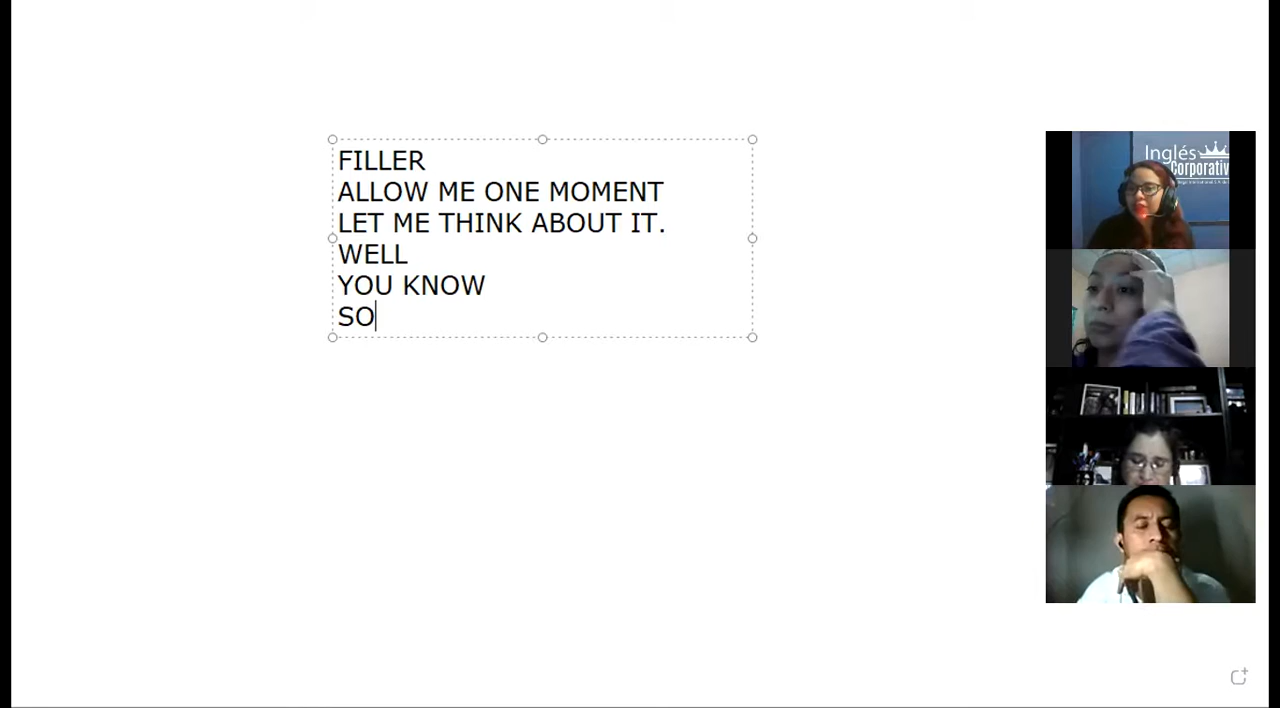 FILLER
ALLOW ME ONE MOMENT
LET ME THINK ABOUT IT.
WELL
YOU KNOW
SO
Inglés
Corporativ